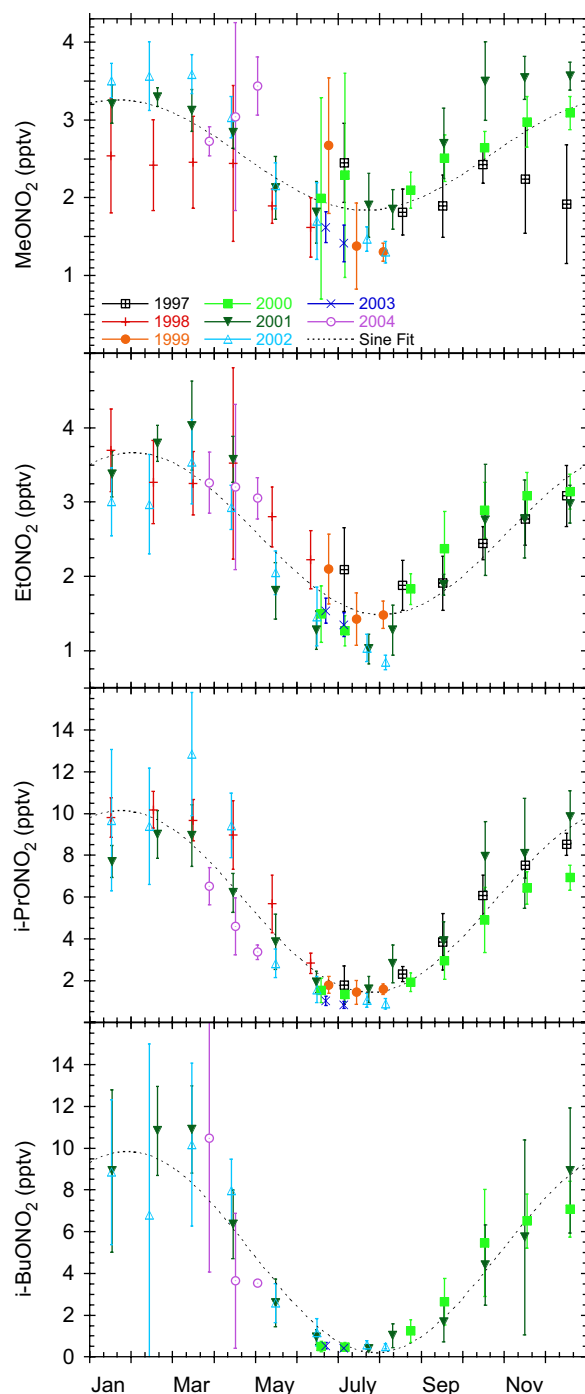 4
3
2
1
MeONO2 (pptv)
1997 2000 2003
1998 2001 2004
1999 2002 Sine Fit
4
3
2
1
EtONO2 (pptv)
14
12
10
8
6
4
2
i-PrONO2 (pptv)
14
12
10
8
6
4
2
0
i-BuONO2 (pptv)
Jan Mar May July Sep Nov